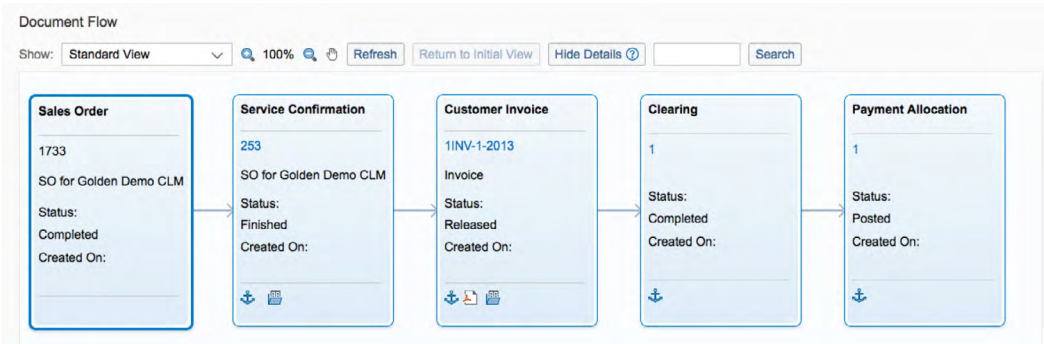 Document Flow
Show: Standard View 100% Refresh Return to Initial View Hide Details ? Search
Sales Order
1733
SO for Golden Demo CLM
Status:
Completed
Created On:
Service Confirmation
253
SO for Golden Demo CLM
Status:
Finished
Created On:
Customer Invoice
1INV-1-2013
Invoice
Status:
Released
Created On:
Clearing
1
Status:
Completed
Created On:
Payment Allocation
1
Status:
Posted
Created On: